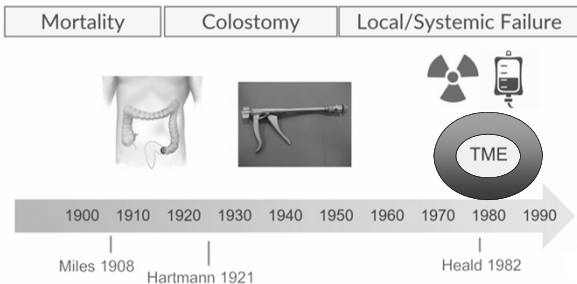 Mortality Colostomy Local/Systemic Failure
TME
1900 1910 1920 1930 1940 1950 1960 1970 1980 1990
Miles 1908
Hartmann 1921
Heald 1982